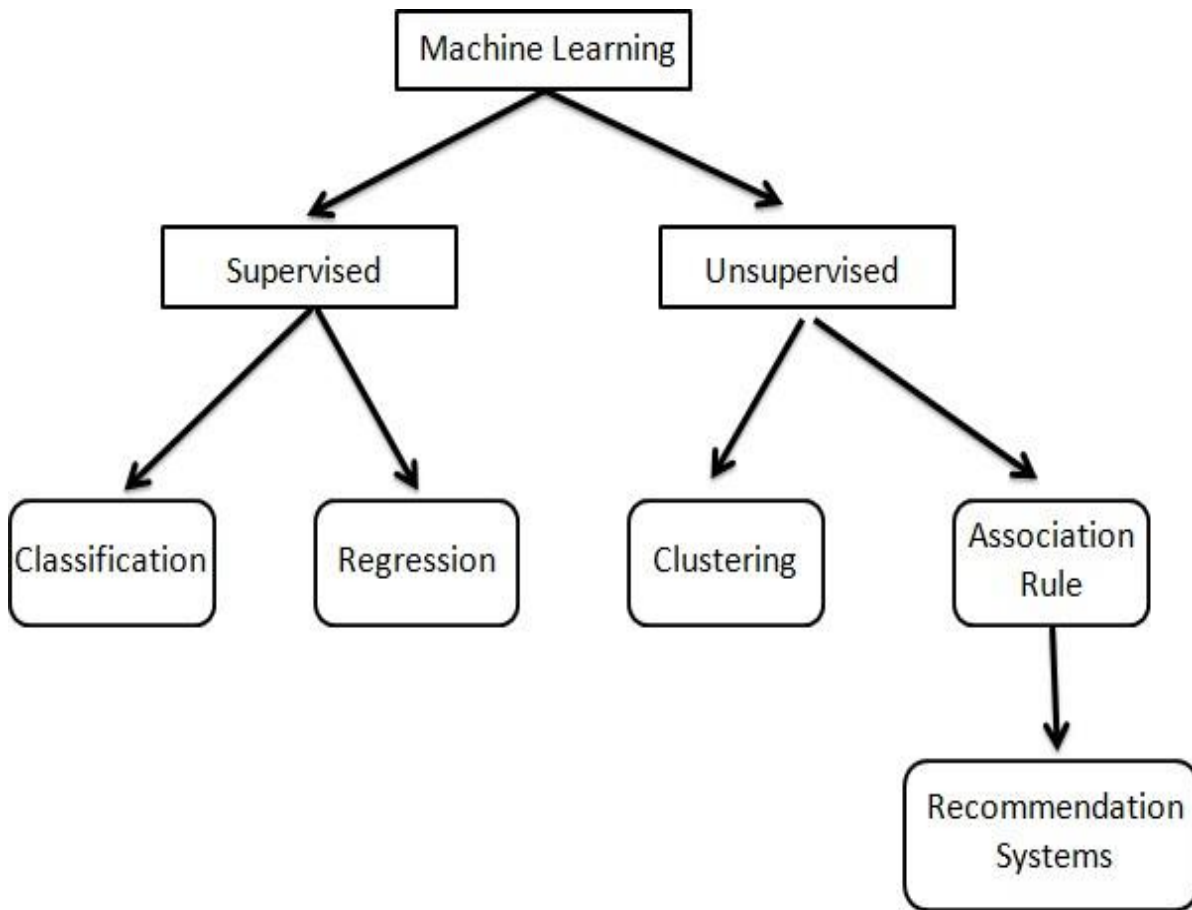 Machine Learning
Supervised
Unsupervised
Classification
Regression
Clustering
Association
Rule
Recommendation
Systems